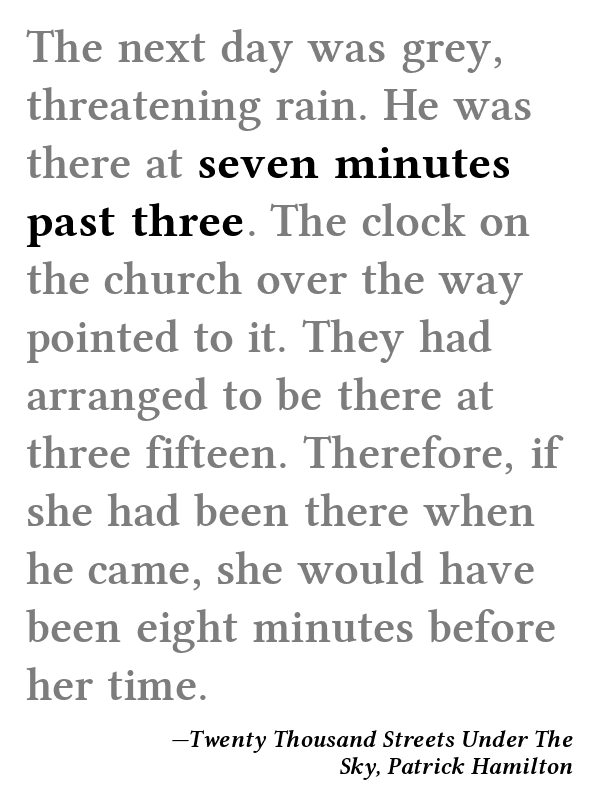 The next day was grey,
threatening rain. He was
there at seven minutes
past three. The clock on
the church over the way
pointed to it. They had
arranged to be there at
three fifteen. Therefore, if
she had been there when
he came, she would have
been eight minutes before
her time.
—Twenty Thousand Streets Under The
Sky, Patrick Hamilton